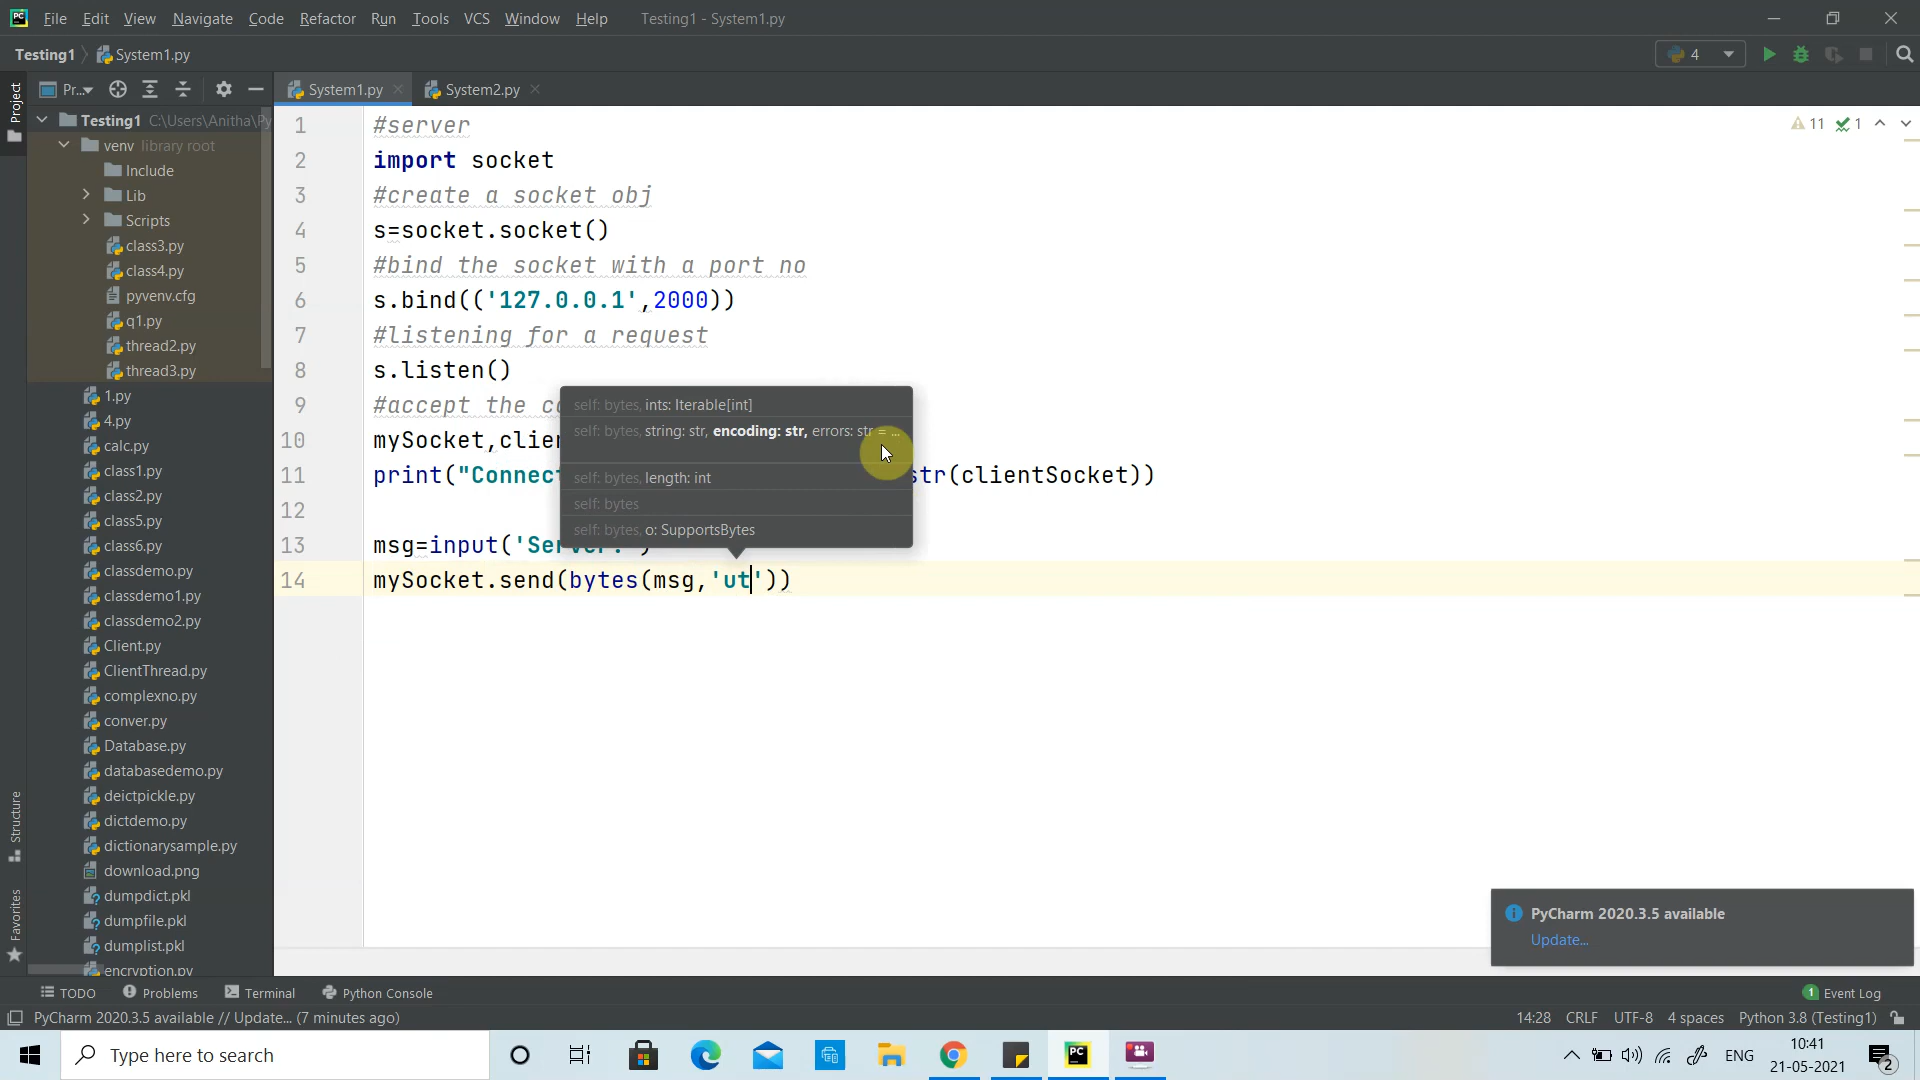 File Edit View Navigate Code Refactor Run Tools VCS Window Help Testing1 - System1.py
Testing1 System1.py 4
Project Pr... System1.py System2.py
Testing1 C:\Users\Anitha\Py
venv library root
Include
Lib
Scripts
class3.py
class4.py
pyvenv.cfg
q1.py
thread2.py
thread3.py
1.py
4.py
calc.py
class1.py
class2.py
class5.py
class6.py
classdemo.py
classdemo1.py
classdemo2.py
Client.py
ClientThread.py
complexno.py
conver.py
Database.py
databasedemo.py
deictpickle.py
dictdemo.py
dictionarysample.py
download.png
dumpdict.pkl
dumpfile.pkl
dumplist.pkl
encryption.py
Structure
Favorites
11 1
1 #server
2 import socket
3 #create a socket obj
4 s=socket.socket()
5 #bind the socket with a port no
6 s.bind(('127.0.0.1',2000))
7 #listening for a request
8 s.listen()
9 #accept the
10 mySocket,clien
11 print("Connect str(clientSocket))
12
13 msg=input('Server:')
14 mySocket.send(bytes(msg,'ut'))
self: bytes, ints: Iterable[int]
self: bytes, string: str, encoding: str, errors: str = ...
self: bytes, length: int
self: bytes
self: bytes, o: SupportsBytes
PyCharm 2020.3.5 available
Update...
TODO Problems Terminal Python Console 1 Event Log
PyCharm 2020.3.5 available // Update... (7 minutes ago) 14:28 CRLF UTF-8 4 spaces Python 3.8 (Testing1)
Type here to search ENG 10:41
21-05-2021 2